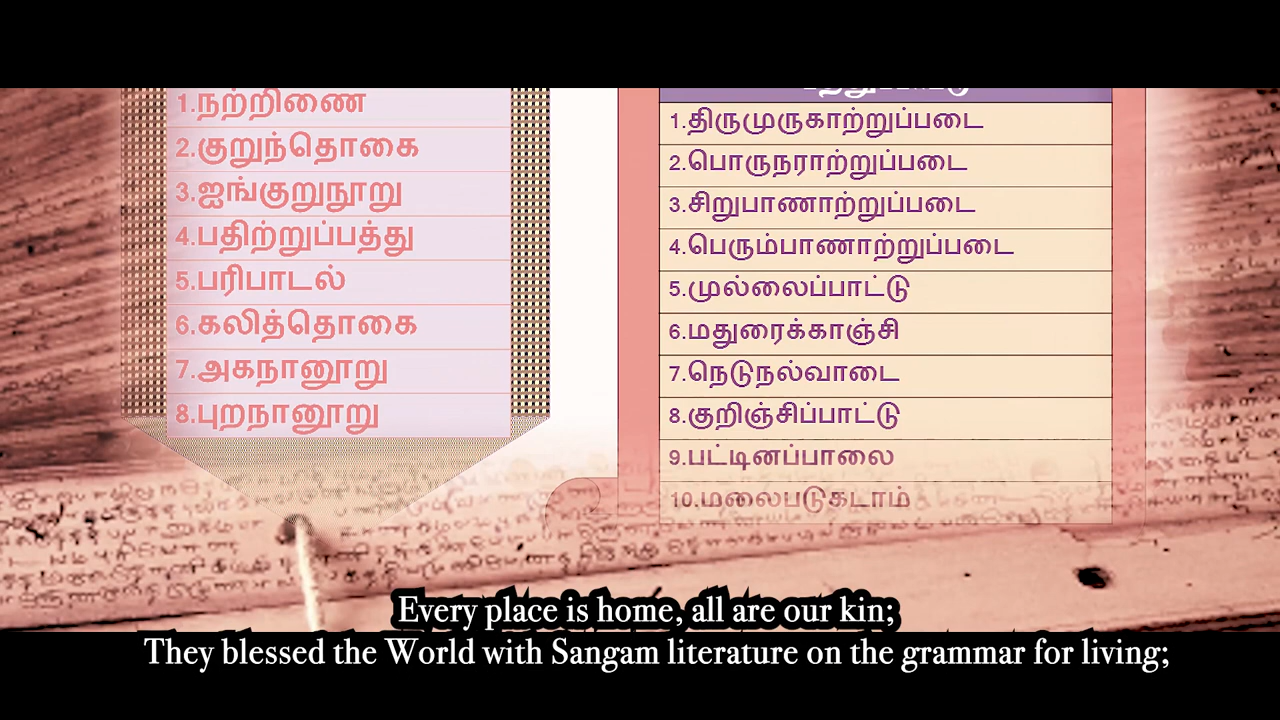 1.நற்றிணை
2.குறுந்தொகை
3.ஐங்குறுநூறு
4.பதிற்றுப்பத்து
5.பரிபாடல்
6.கலித்தொகை
7.அகநானூறு
8.புறநானூறு
1.திருமுருகாற்றுப்படை
2.பொருநராற்றுப்படை
3.சிறுபாணாற்றுப்படை
4.பெரும்பாணாற்றுப்படை
5.முல்லைப்பாட்டு
6.மதுரைக்காஞ்சி
7.நெடுநல்வாடை
8.குறிஞ்சிப்பாட்டு
9.பட்டினப்பாலை
10.மலைபடுகடாம்
Every place is home, all are our kin;
They blessed the World with Sangam literature on the grammar for living;